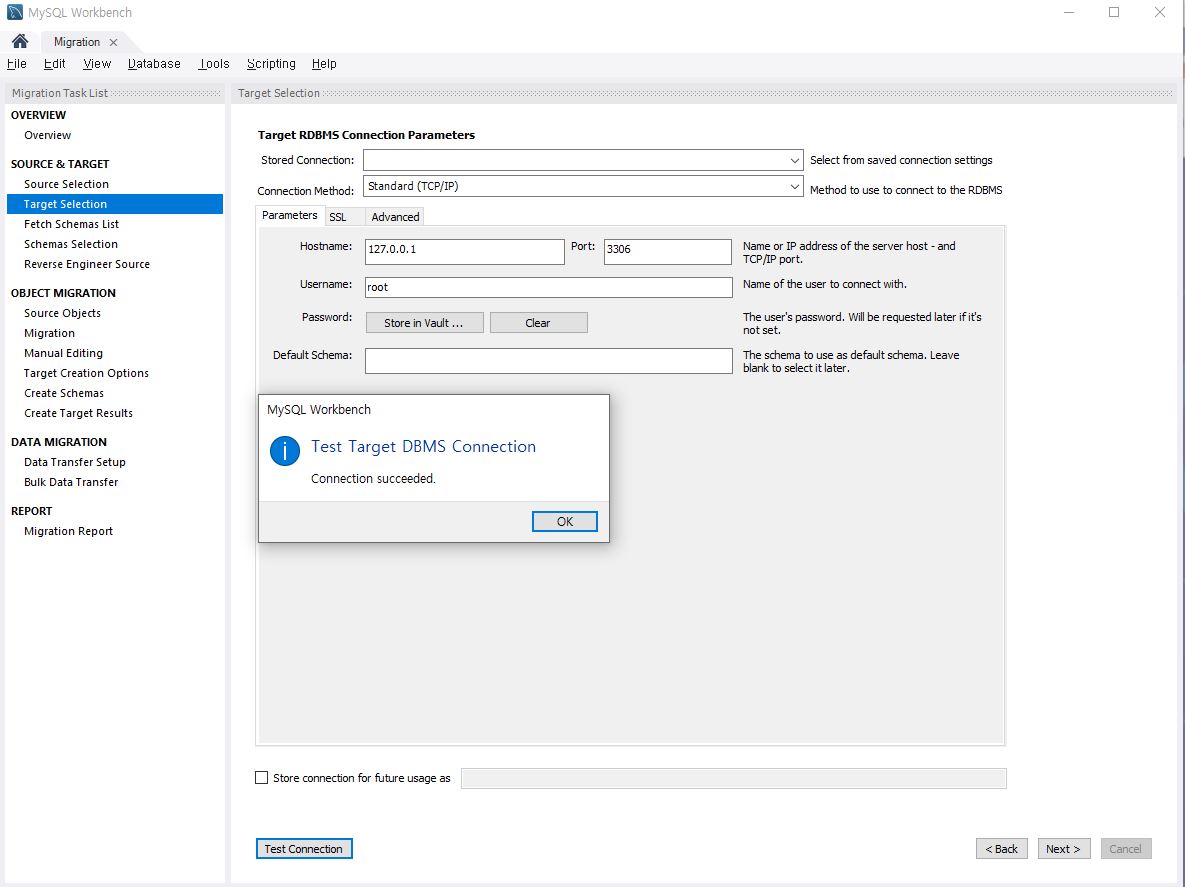 MySQL Workbench
Migration
File Edit View Database Tools Scripting Help
Migration Task List
OVERVIEW
Overview
SOURCE & TARGET
Source Selection
Target Selection
Fetch Schemas List
Schemas Selection
Reverse Engineer Source
OBJECT MIGRATION
Source Objects
Migration
Manual Editing
Target Creation Options
Create Schemas
Create Target Results
DATA MIGRATION
Data Transfer Setup
Bulk Data Transfer
REPORT
Migration Report
Target Selection
Target RDBMS Connection Parameters
Stored Connection: Select from saved connection settings
Connection Method: Standard (TCP/IP) Method to use to connect to the RDBMS
Parameters SSL Advanced
Hostname: 127.0.0.1 Port: 3306 Name or IP address of the server host - and
TCP/IP port.
Username: root Name of the user to connect with.
Password: Store in Vault ... Clear The user's password. Will be requested later if it's
not set.
Default Schema: The schema to use as default schema. Leave
blank to select it later.
MySQL Workbench
Test Target DBMS Connection
Connection succeeded.
OK
Store connection for future usage as
Test Connection < Back Next > Cancel